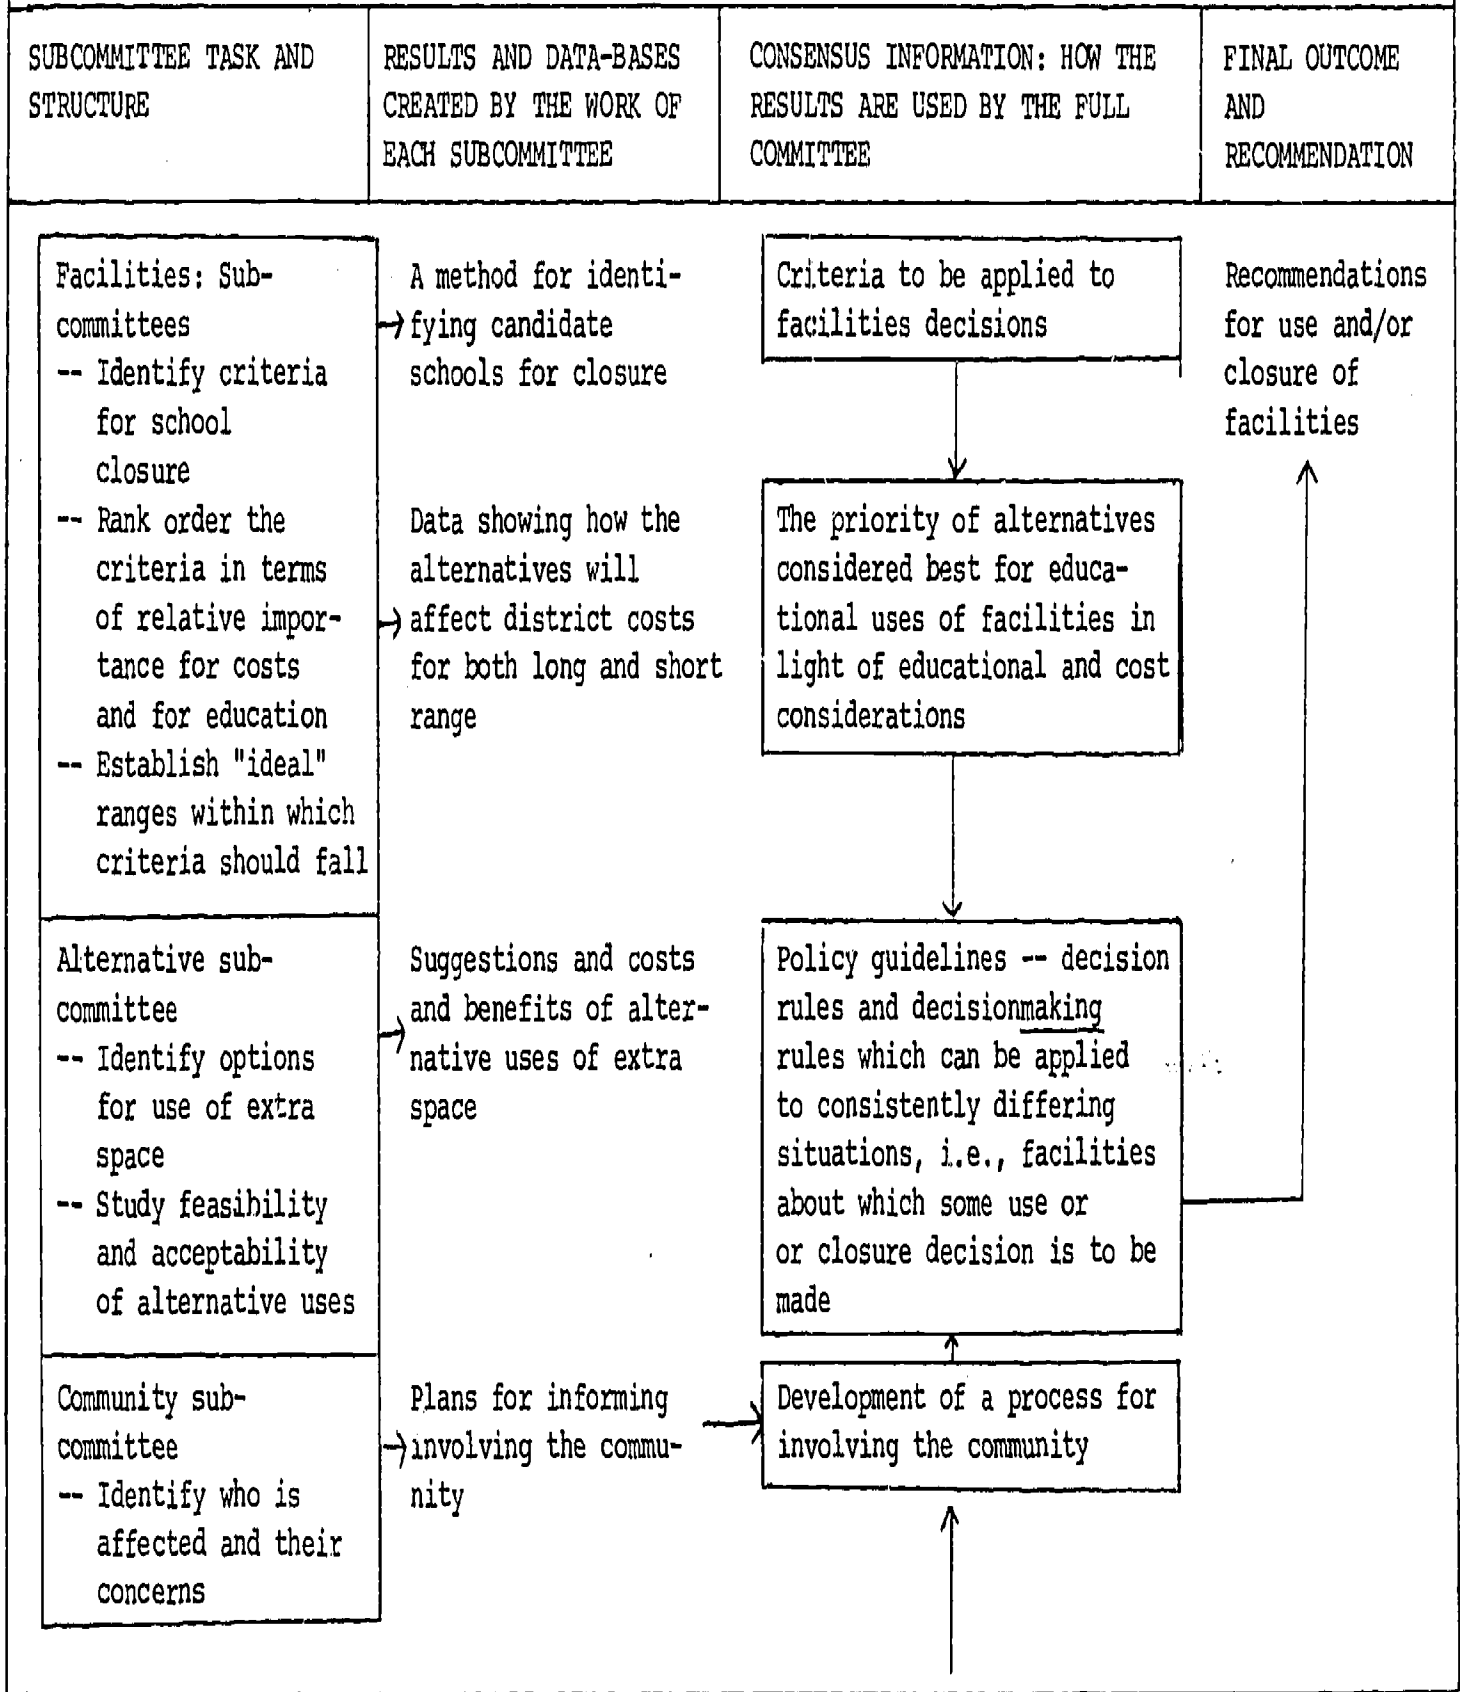 SUBCOMMITTEE TASK AND
STRUCTURE
RESULTS AND DATA-BASES
CREATED BY THE WORK OF
EACH SUBCOMMITTEE
CONSENSUS INFORMATION: HOW THE
RESULTS ARE USED BY THE FULL
COMMITTEE
FINAL OUTCOME
AND
RECOMMENDATION
Facilities: Sub-
committees
-- Identify criteria
for school
closure
-- Rank order the
criteria in terms
of relative impor-
tance for costs
and for education
-- Establish "ideal"
ranges within which
criteria should fall
A method for identi-
fying candidate
schools for closure
Data showing how the
alternatives will
affect district costs
for both long and short
range
Criteria to be applied to
facilities decisions
The priority of alternatives
considered best for educa-
tional uses of facilities in
light of educational and cost
considerations
Recommendations
for use and/or
closure of
facilities
Alternative sub-
committee
-- Identify options
for use of extra
space
-- Study feasibility
and acceptability
of alternative uses
Suggestions and costs
and benefits of alter-
native uses of extra
space
Policy guidelines -- decision
rules and decisionmaking
rules which can be applied
to consistently differing
situations, i.e., facilities
about which some use or
or closure decision is to be
made
Community sub-
committee
-- Identify who is
affected and their
concerns
Plans for informing
involving the commu-
nity
Development of a process for
involving the community